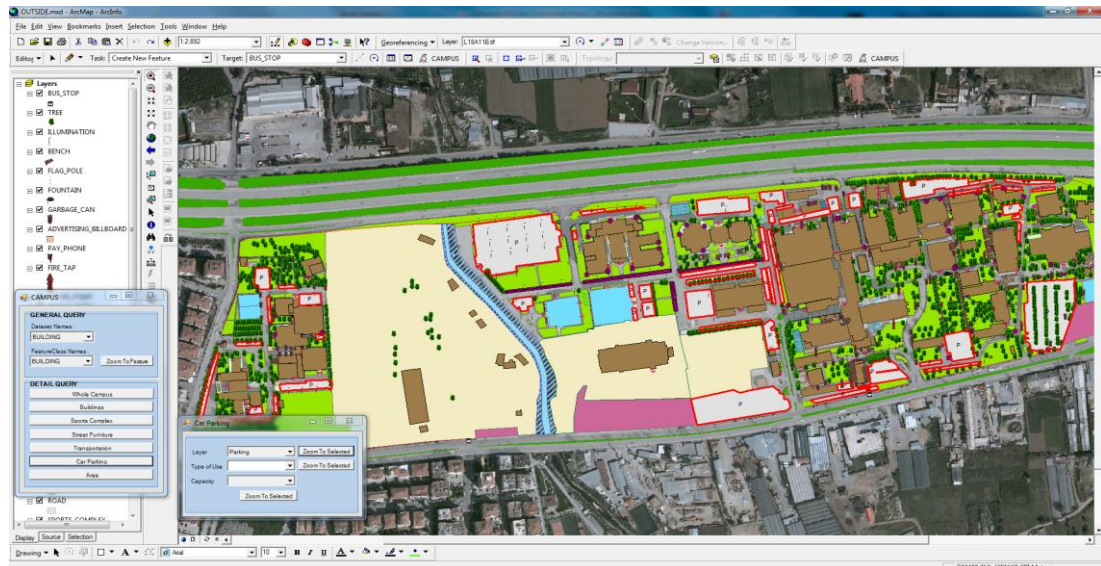 OUTSIDE.mxd - ArcMap - ArcInfo
File Edit View Bookmarks Insert Selection Tools Window Help
1:2,892 Georeferencing Layer: L18A11B.tif Change Version...
Editor Task: Create New Feature Target: BUS_STOP CAMPUS Topology: CAMPUS
Layers
BUS_STOP
TREE
ILLUMINATION
BENCH
FLAG_POLE
FOUNTAIN
GARBAGE_CAN
ADVERTISING_BILLBOARD
PAY_PHONE
FIRE_TAP
CAMPUS
GENERAL QUERY
Dataset Names :
BUILDING
FeatureClass Names :
BUILDING Zoom To Feature
DETAIL QUERY
Whole Campus
Buildings
Sports Complex
Street Furniture
Transportation
Car Parking
Area
Car Parking
Layer Parking Zoom To Selected
Type of Use Zoom To Selected
Capacity
Zoom To Selected
ROAD
SPORTS_COMPLEX
Display Source Selection
Drawing A Arial 10 B I U A